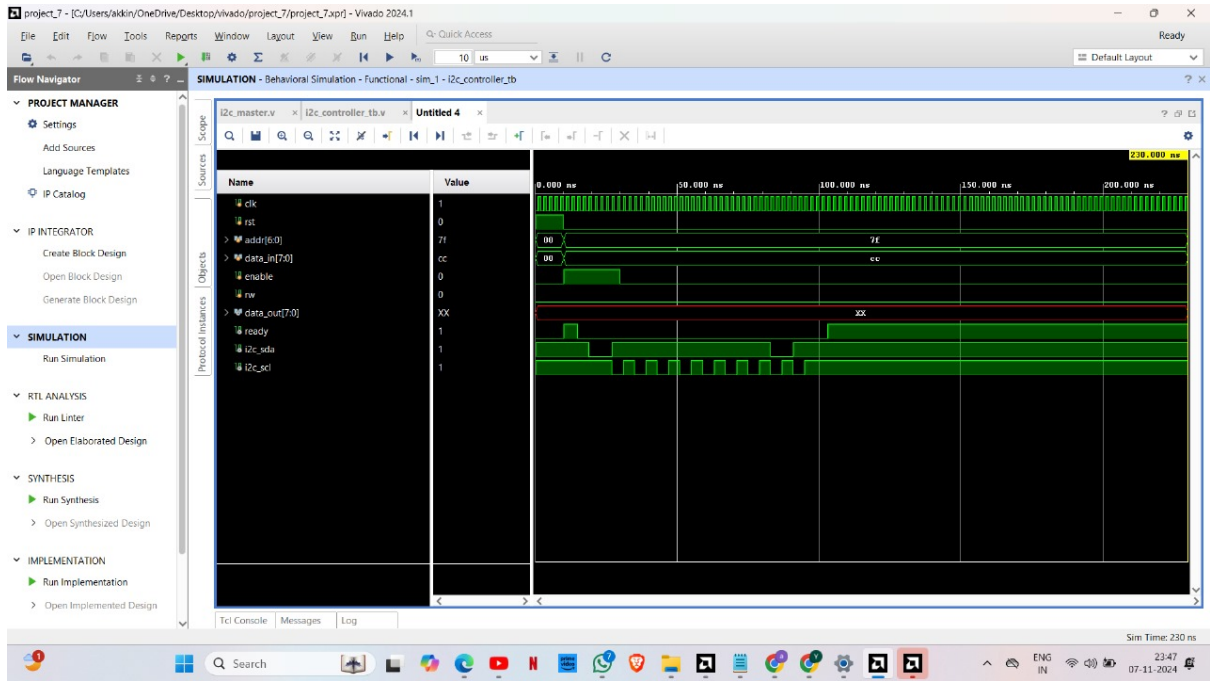 project_7 - [C:/Users/akkin/OneDrive/Desktop/vivado/project_7/project_7.xpr] - Vivado 2024.1
File Edit Flow Tools Reports Window Layout View Run Help Q- Quick Access Ready
10 us Default Layout
Flow Navigator SIMULATION - Behavioral Simulation - Functional - sim_1 - i2c_controller_tb
PROJECT MANAGER
Settings
Add Sources
Language Templates
IP Catalog
IP INTEGRATOR
Create Block Design
Open Block Design
Generate Block Design
SIMULATION
Run Simulation
RTL ANALYSIS
Run Linter
Open Elaborated Design
SYNTHESIS
Run Synthesis
Open Synthesized Design
IMPLEMENTATION
Run Implementation
Open Implemented Design
Scope
Sources
Objects
Protocol Instances
i2c_master.v × i2c_controller_tb.v × Untitled 4 ×
230.000 ns
Name Value 0.000 ns 50.000 ns 100.000 ns 150.000 ns 200.000 ns
clk 1
rst 0
addr[6:0] 7f 00 7f
data_in[7:0] cc 00 cc
enable 0
rw 0
data_out[7:0] XX XX
ready 1
i2c_sda 1
i2c_scl 1
Tcl Console Messages Log
Sim Time: 230 ns
1 Search prime video 7 ENG IN 23:47 07-11-2024